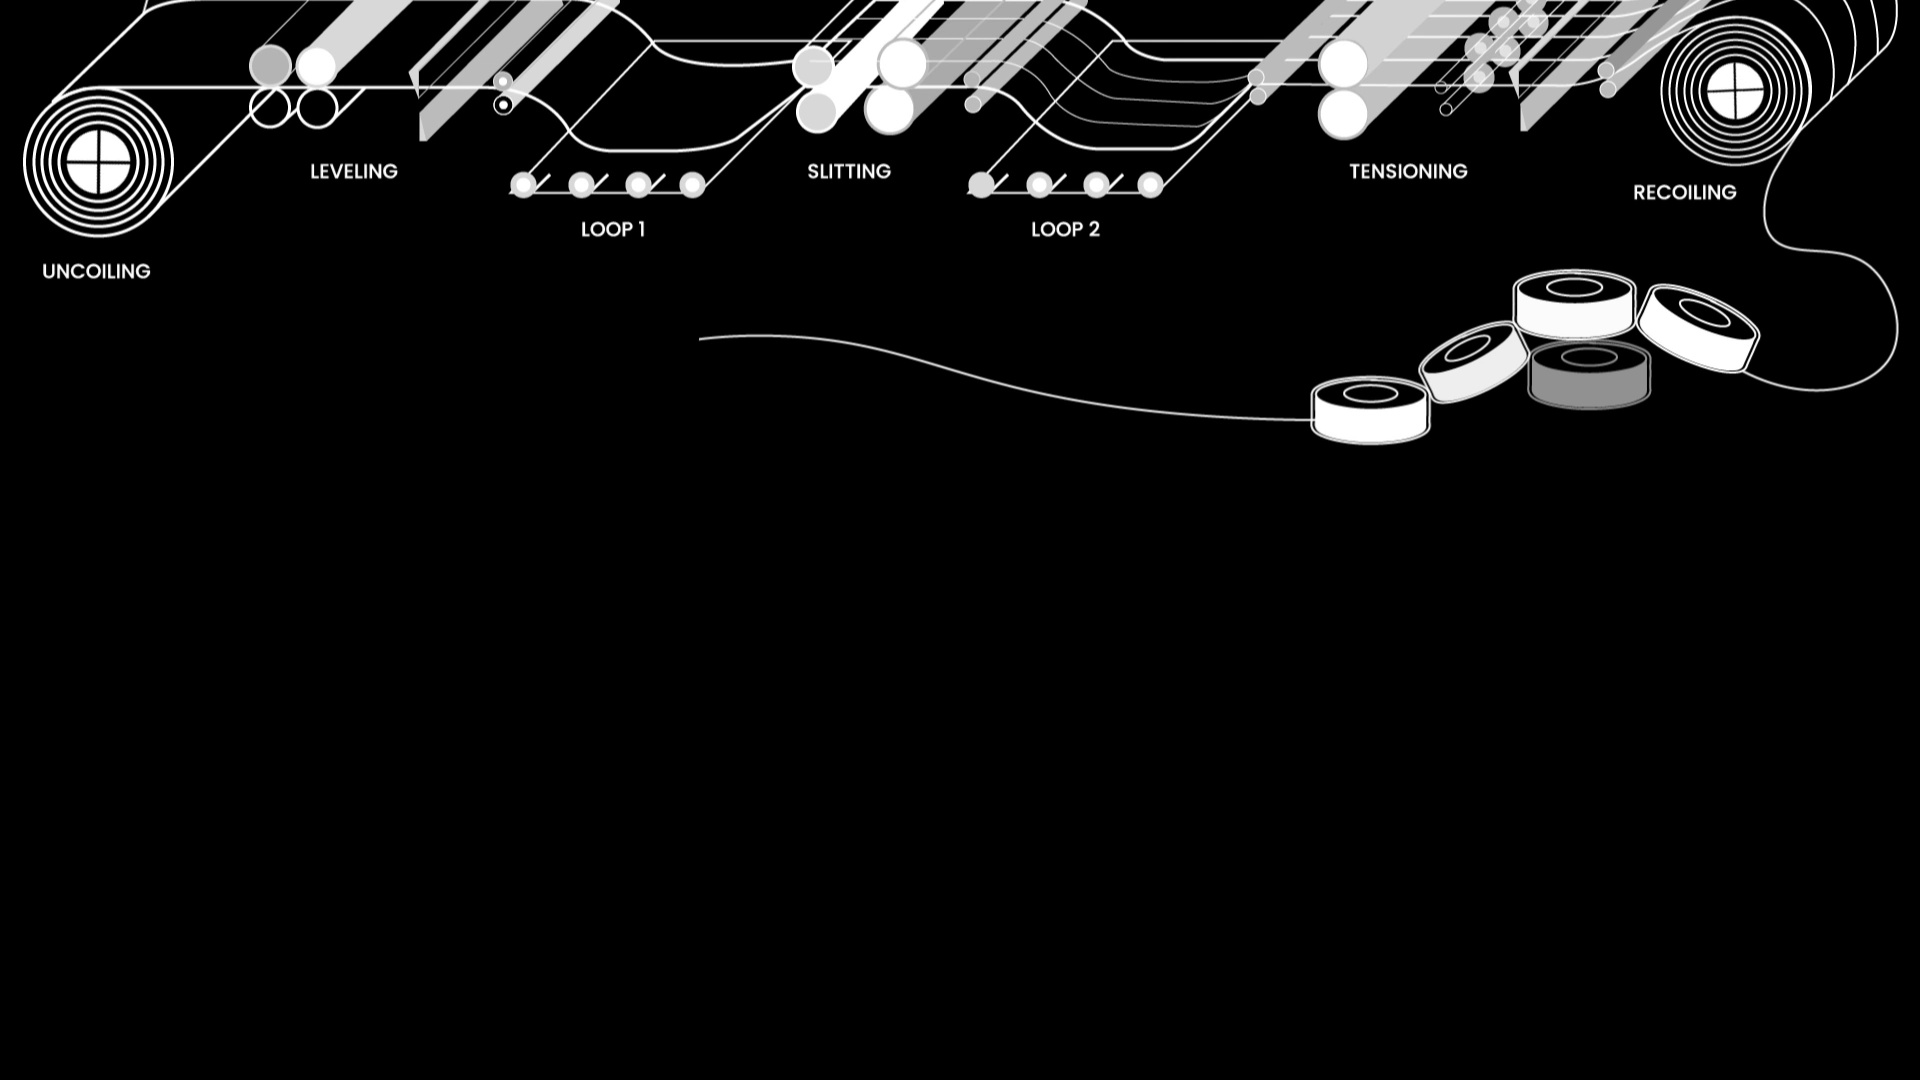 LEVELING
SLITTING
TENSIONING
RECOILING
LOOP 1
LOOP 2
UNCOILING